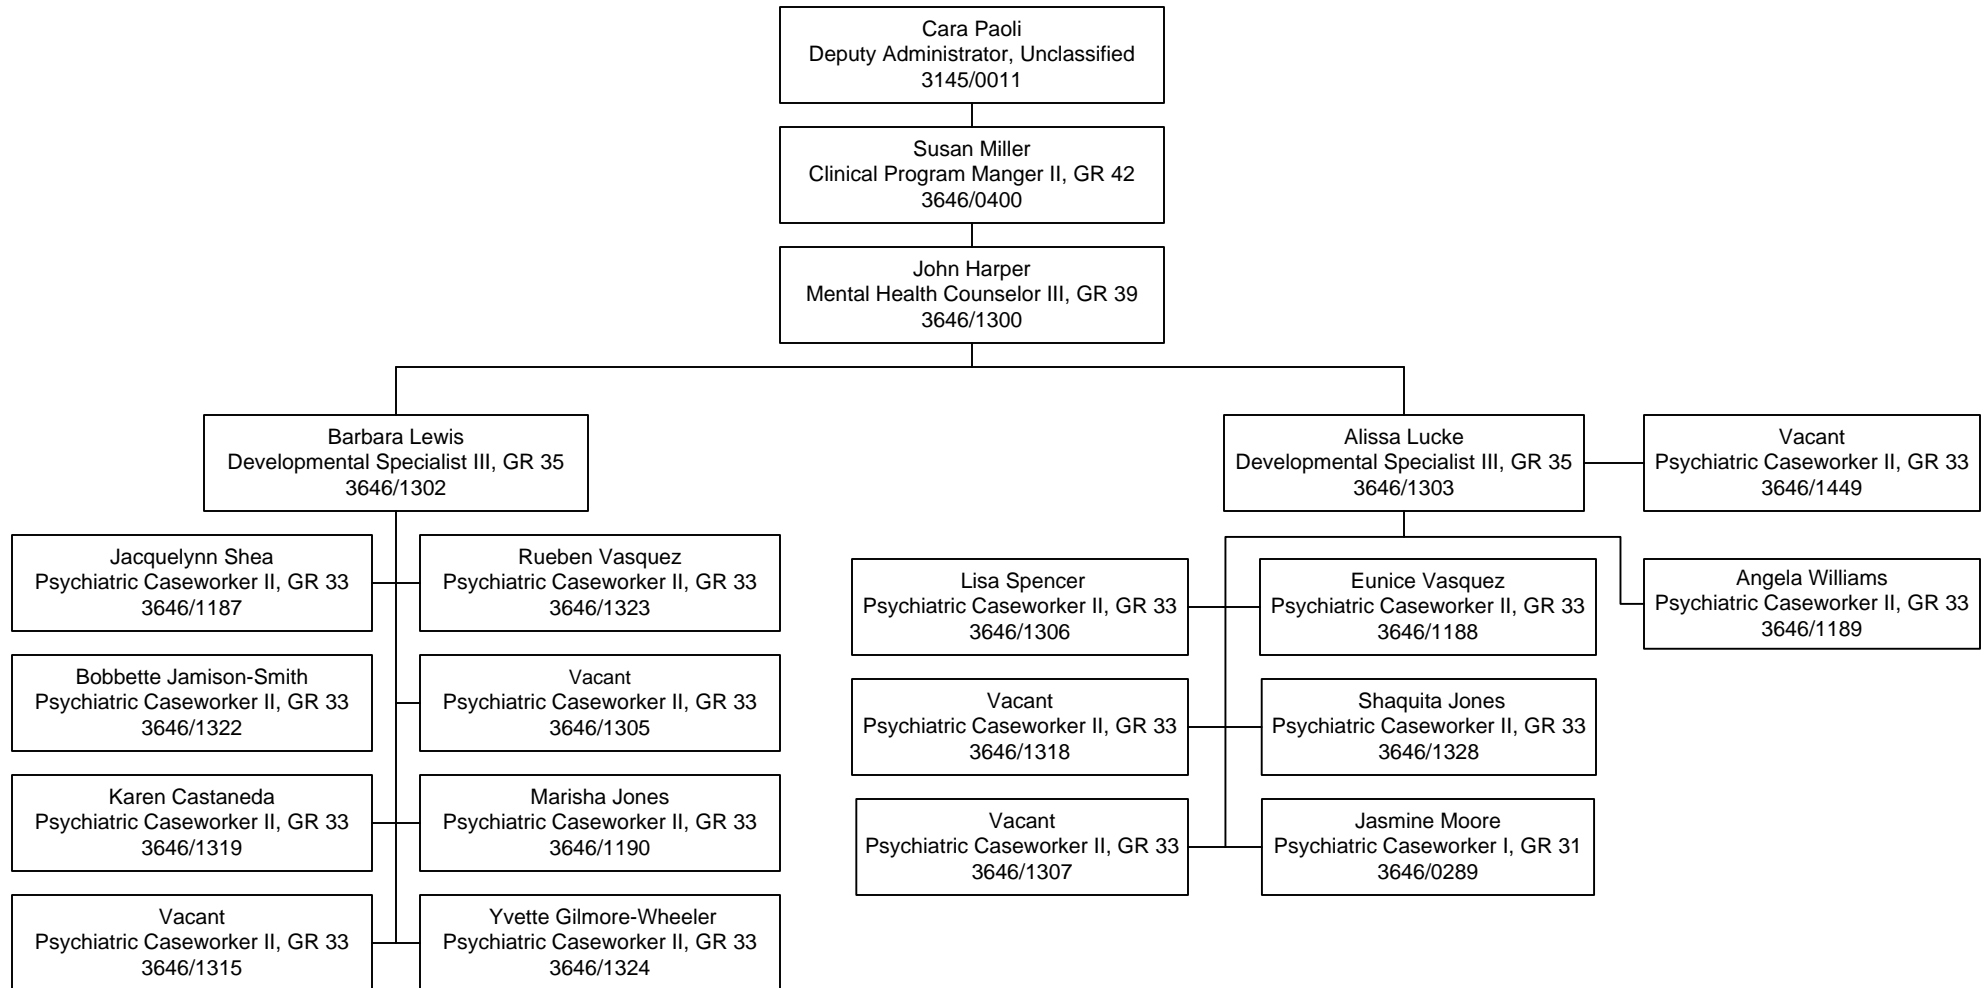 Cara Paoli
Deputy Administrator, Unclassified
3145/0011
Susan Miller
Clinical Program Manger II, GR 42
3646/0400
John Harper
Mental Health Counselor III, GR 39
3646/1300
Barbara Lewis
Developmental Specialist III, GR 35
3646/1302
Alissa Lucke
Developmental Specialist III, GR 35
3646/1303
Vacant
Psychiatric Caseworker II, GR 33
3646/1449
Jacquelynn Shea
Psychiatric Caseworker II, GR 33
3646/1187
Rueben Vasquez
Psychiatric Caseworker II, GR 33
3646/1323
Bobbette Jamison-Smith
Psychiatric Caseworker II, GR 33
3646/1322
Vacant
Psychiatric Caseworker II, GR 33
3646/1305
Karen Castaneda
Psychiatric Caseworker II, GR 33
3646/1319
Marisha Jones
Psychiatric Caseworker II, GR 33
3646/1190
Vacant
Psychiatric Caseworker II, GR 33
3646/1315
Yvette Gilmore-Wheeler
Psychiatric Caseworker II, GR 33
3646/1324
Lisa Spencer
Psychiatric Caseworker II, GR 33
3646/1306
Eunice Vasquez
Psychiatric Caseworker II, GR 33
3646/1188
Angela Williams
Psychiatric Caseworker II, GR 33
3646/1189
Vacant
Psychiatric Caseworker II, GR 33
3646/1318
Shaquita Jones
Psychiatric Caseworker II, GR 33
3646/1328
Vacant
Psychiatric Caseworker II, GR 33
3646/1307
Jasmine Moore
Psychiatric Caseworker I, GR 31
3646/0289